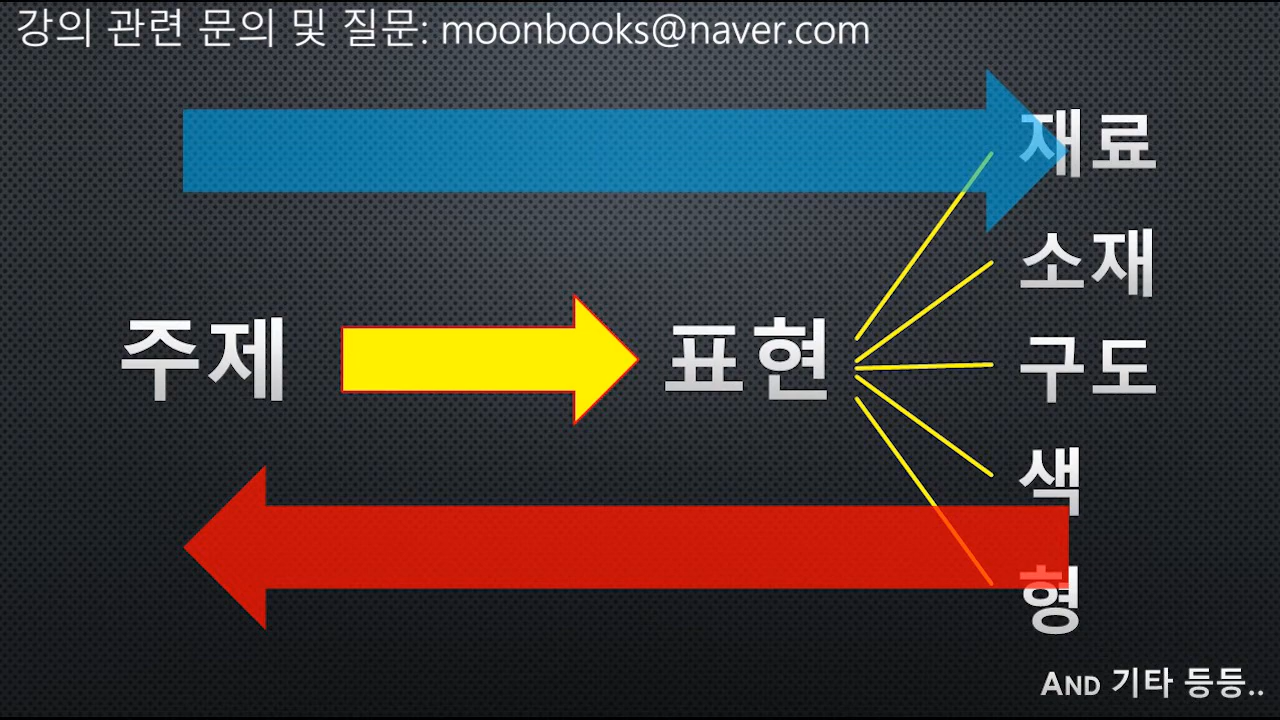 강의 관련 문의 및 질문: moonbooks@naver.com
재료
소재
주제 표현 구도
색
형
AND 기타 등등..